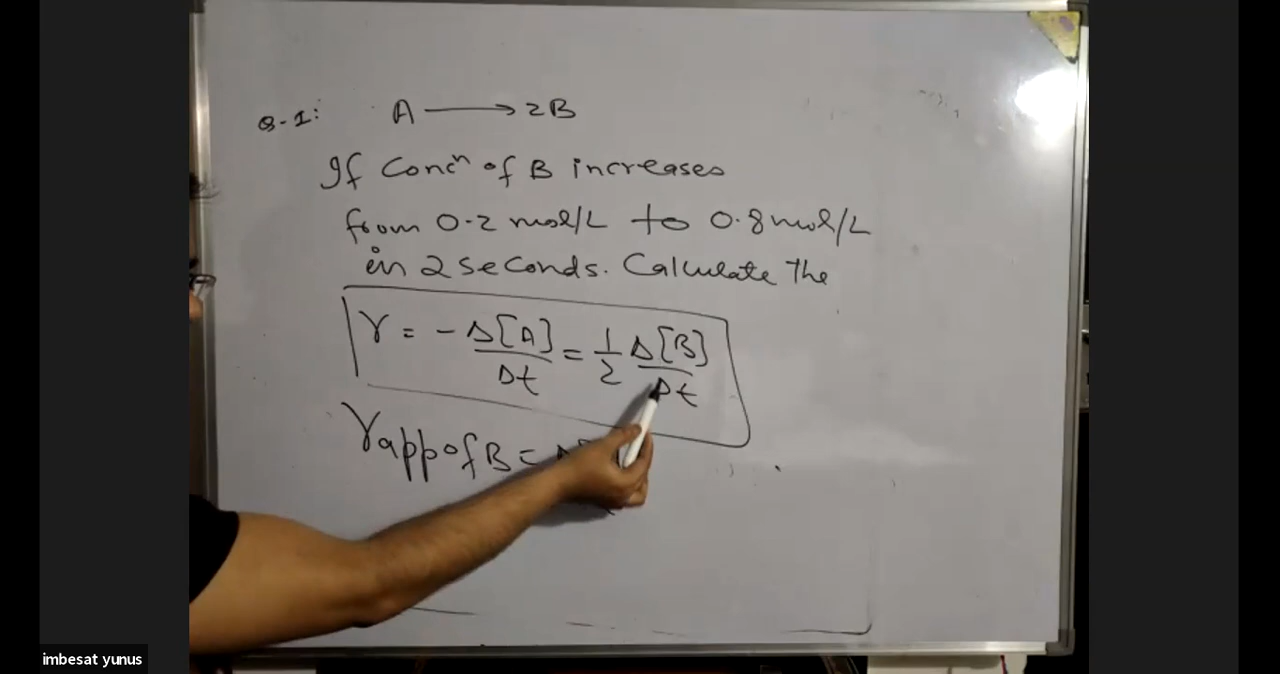 Q-1: A ⟶ 2B
If Concⁿ of B increases
from 0.2 mol/L to 0.8 mol/L
in 2 seconds. Calculate the
r = - Δ[A]/Δt = 1/2 Δ[B]/Δt
r app of B =
imbesat yunus